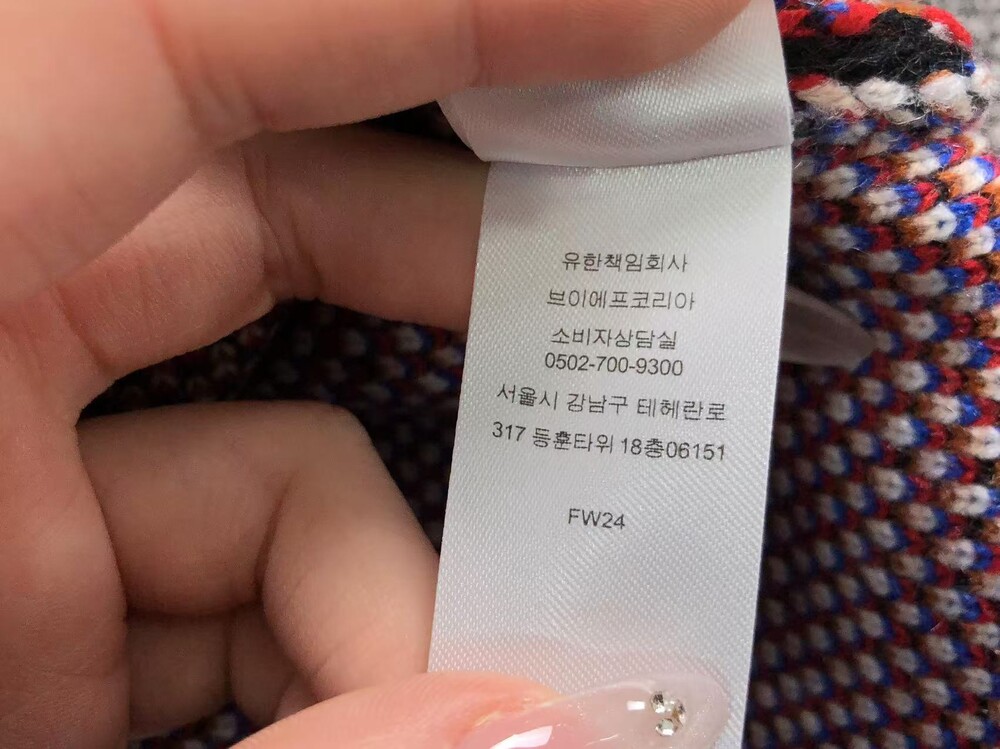 유한책임회사
브이에프코리아
소비자상담실
0502-700-9300
서울시 강남구 테헤란로
317 등훈타위 18층06151
FW24